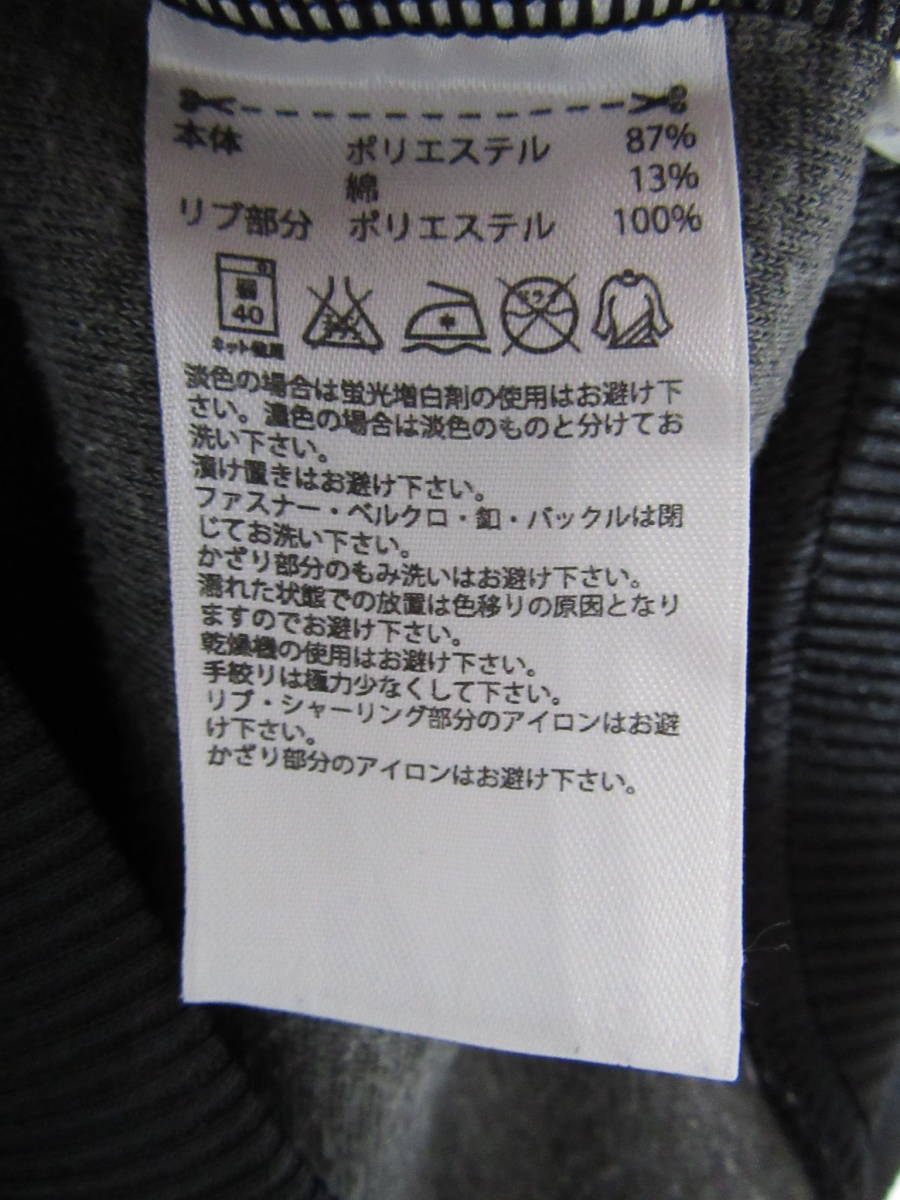 本体 ポリエステル 87%
綿 13%
リブ部分 ポリエステル 100%
弱
40
ネット使用
淡色の場合は蛍光増白剤の使用はお避け下
さい。濃色の場合は淡色のものと分けてお
洗い下さい。
漬け置きはお避け下さい。
ファスナー・ベルクロ・釦・バックルは閉
じてお洗い下さい。
かざり部分のもみ洗いはお避け下さい。
濡れた状態での放置は色移りの原因となり
ますのでお避け下さい。
乾燥機の使用はお避け下さい。
手絞りは極力少なくして下さい。
リブ・シャーリング部分のアイロンはお避
け下さい。
かざり部分のアイロンはお避け下さい。